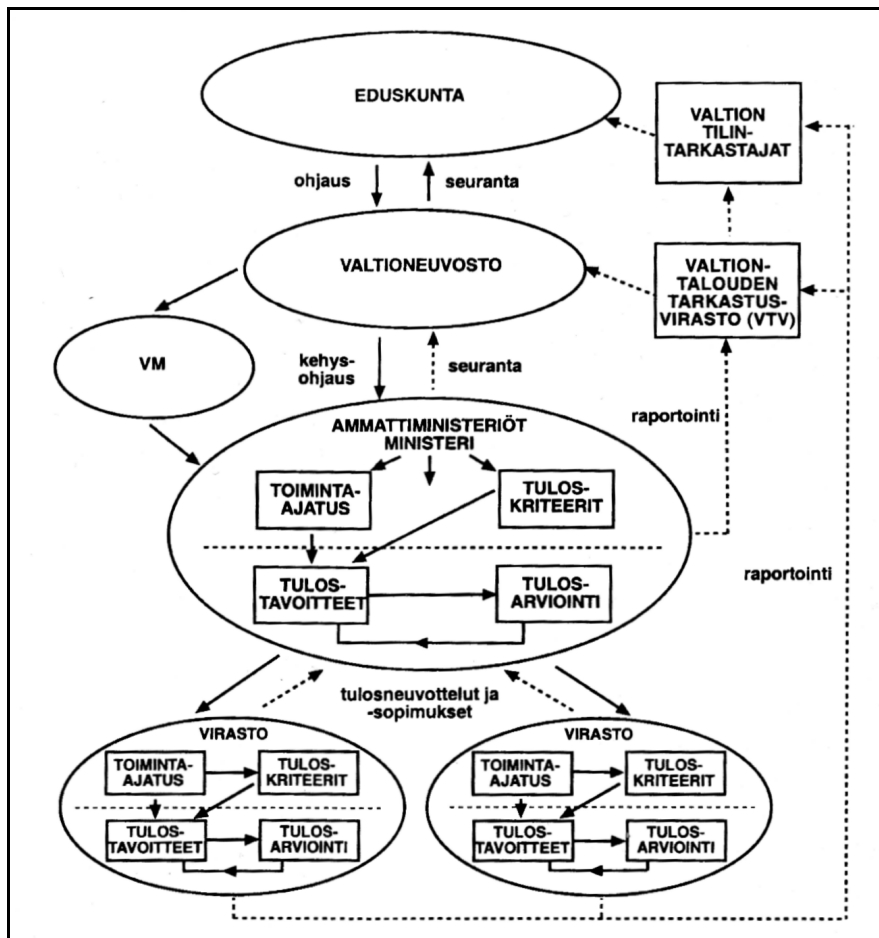 EDUSKUNTA
VALTION
TILIN-
TARKASTAJAT
ohjaus
seuranta
VALTIONEUVOSTO
VALTION-
TALOUDEN
TARKASTUS-
VIRASTO (VTV)
VM
kehys-
ohjaus
seuranta
raportointi
AMMATTIMINISTERIÖT
MINISTERI
TOIMINTA-
AJATUS
TULOS-
KRITEERIT
TULOS-
TAVOITTEET
TULOS-
ARVIOINTI
raportointi
tulosneuvottelut ja
-sopimukset
VIRASTO
TOIMINTA-
AJATUS
TULOS-
KRITEERIT
TULOS-
TAVOITTEET
TULOS-
ARVIOINTI
VIRASTO
TOIMINTA-
AJATUS
TULOS-
KRITEERIT
TULOS-
TAVOITTEET
TULOS-
ARVIOINTI